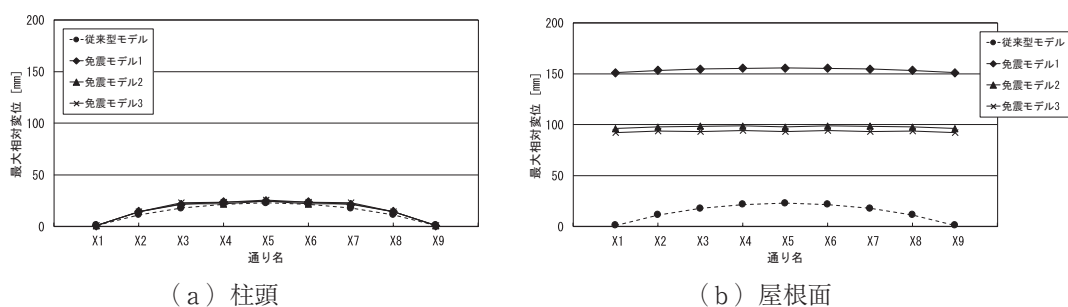 200
150
100
50
0
最大相対変位 [mm]
従来型モデル
免震モデル1
免震モデル2
免震モデル3
X1 X2 X3 X4 X5 X6 X7 X8 X9
通り名
(a) 柱頭
200
150
100
50
0
最大相対変位 [mm]
従来型モデル
免震モデル1
免震モデル2
免震モデル3
X1 X2 X3 X4 X5 X6 X7 X8 X9
通り名
(b) 屋根面